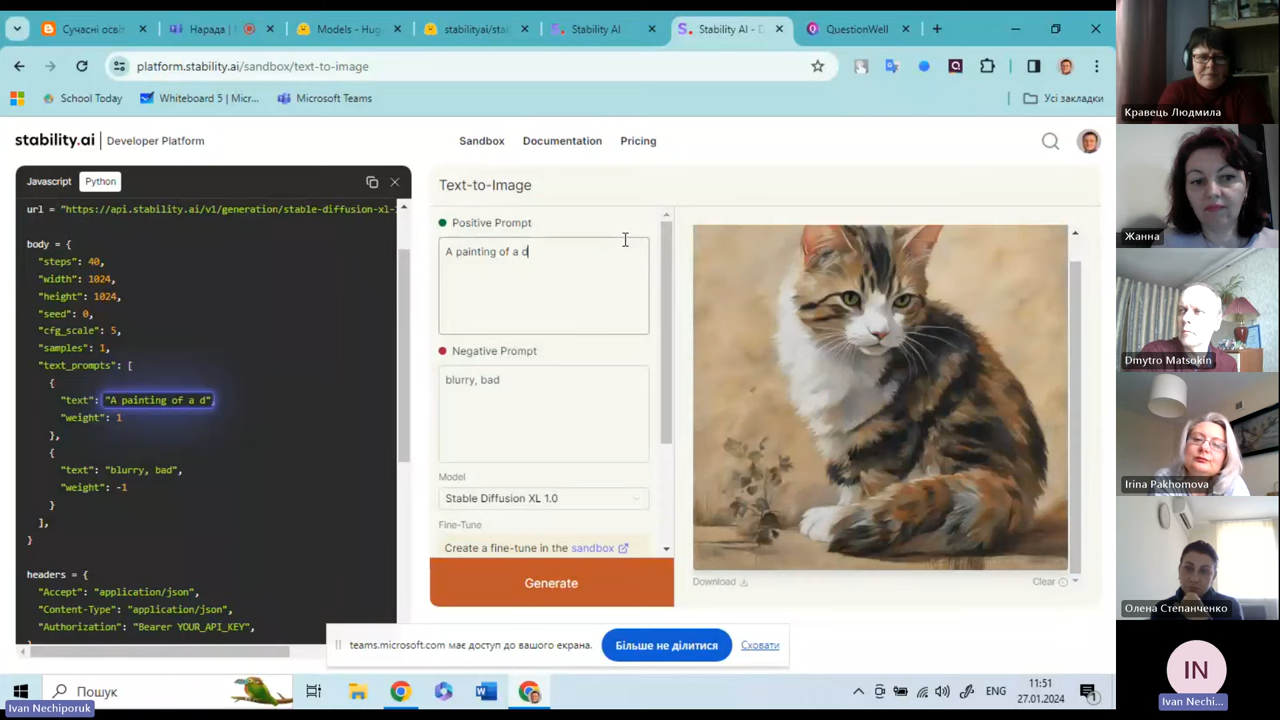 Сучасні освіт
Нарада /
Models - Hug
stabilityai/sta
Stability AI
Stability AI - D
QuestionWell
platform.stability.ai/sandbox/text-to-image
School Today
Whiteboard 5 | Micr...
Microsoft Teams
Усі закладки
stability.ai
Developer Platform
Sandbox
Documentation
Pricing
Javascript
Python
url = "https://api.stability.ai/v1/generation/stable-diffusion-xl-
body = {
"steps": 40,
"width": 1024,
"height": 1024,
"seed": 0,
"cfg_scale": 5,
"samples": 1,
"text_prompts": [
{
"text": "A painting of a d",
"weight": 1
},
{
"text": "blurry, bad",
"weight": -1
}
],
}
headers = {
"Accept": "application/json",
"Content-Type": "application/json",
"Authorization": "Bearer YOUR_API_KEY",
Text-to-Image
Positive Prompt
A painting of a d
Negative Prompt
blurry, bad
Model
Stable Diffusion XL 1.0
Fine-Tune
Create a fine-tune in the sandbox
Generate
Download
Clear
teams.microsoft.com має доступ до вашого екрана.
Більше не ділитися
Сховати
Пошук
ENG
11:51
27.01.2024
1
Ivan Nechiporuk
Кравець Людмила
Жанна
Dmytro Matsokin
Irina Pakhomova
Олена Степанченко
IN
Ivan Nechi...